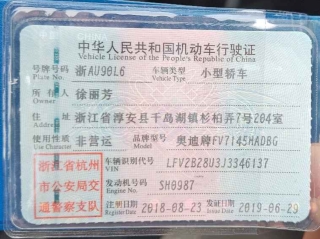 中华人民共和国机动车行驶证
Vehicle License of the People's Republic of China
号牌号码 浙AU90L6 车辆类型 小型轿车
Plate No. Vehicle Type
所有人 徐丽芳
Owner
住址 浙江省淳安县千岛湖镇杉柏弄7号204室
Address
使用性质 非营运 品牌型号 奥迪牌FV7145HADBG
Use Character Model
浙江省杭州市公安局交通警察支队
车辆识别代号 LFV2B28U3J3346137
VIN
发动机号码 SH0987
Engine No.
注册日期 2018-08-23 发证日期 2019-06-29
Register Date Issue Date